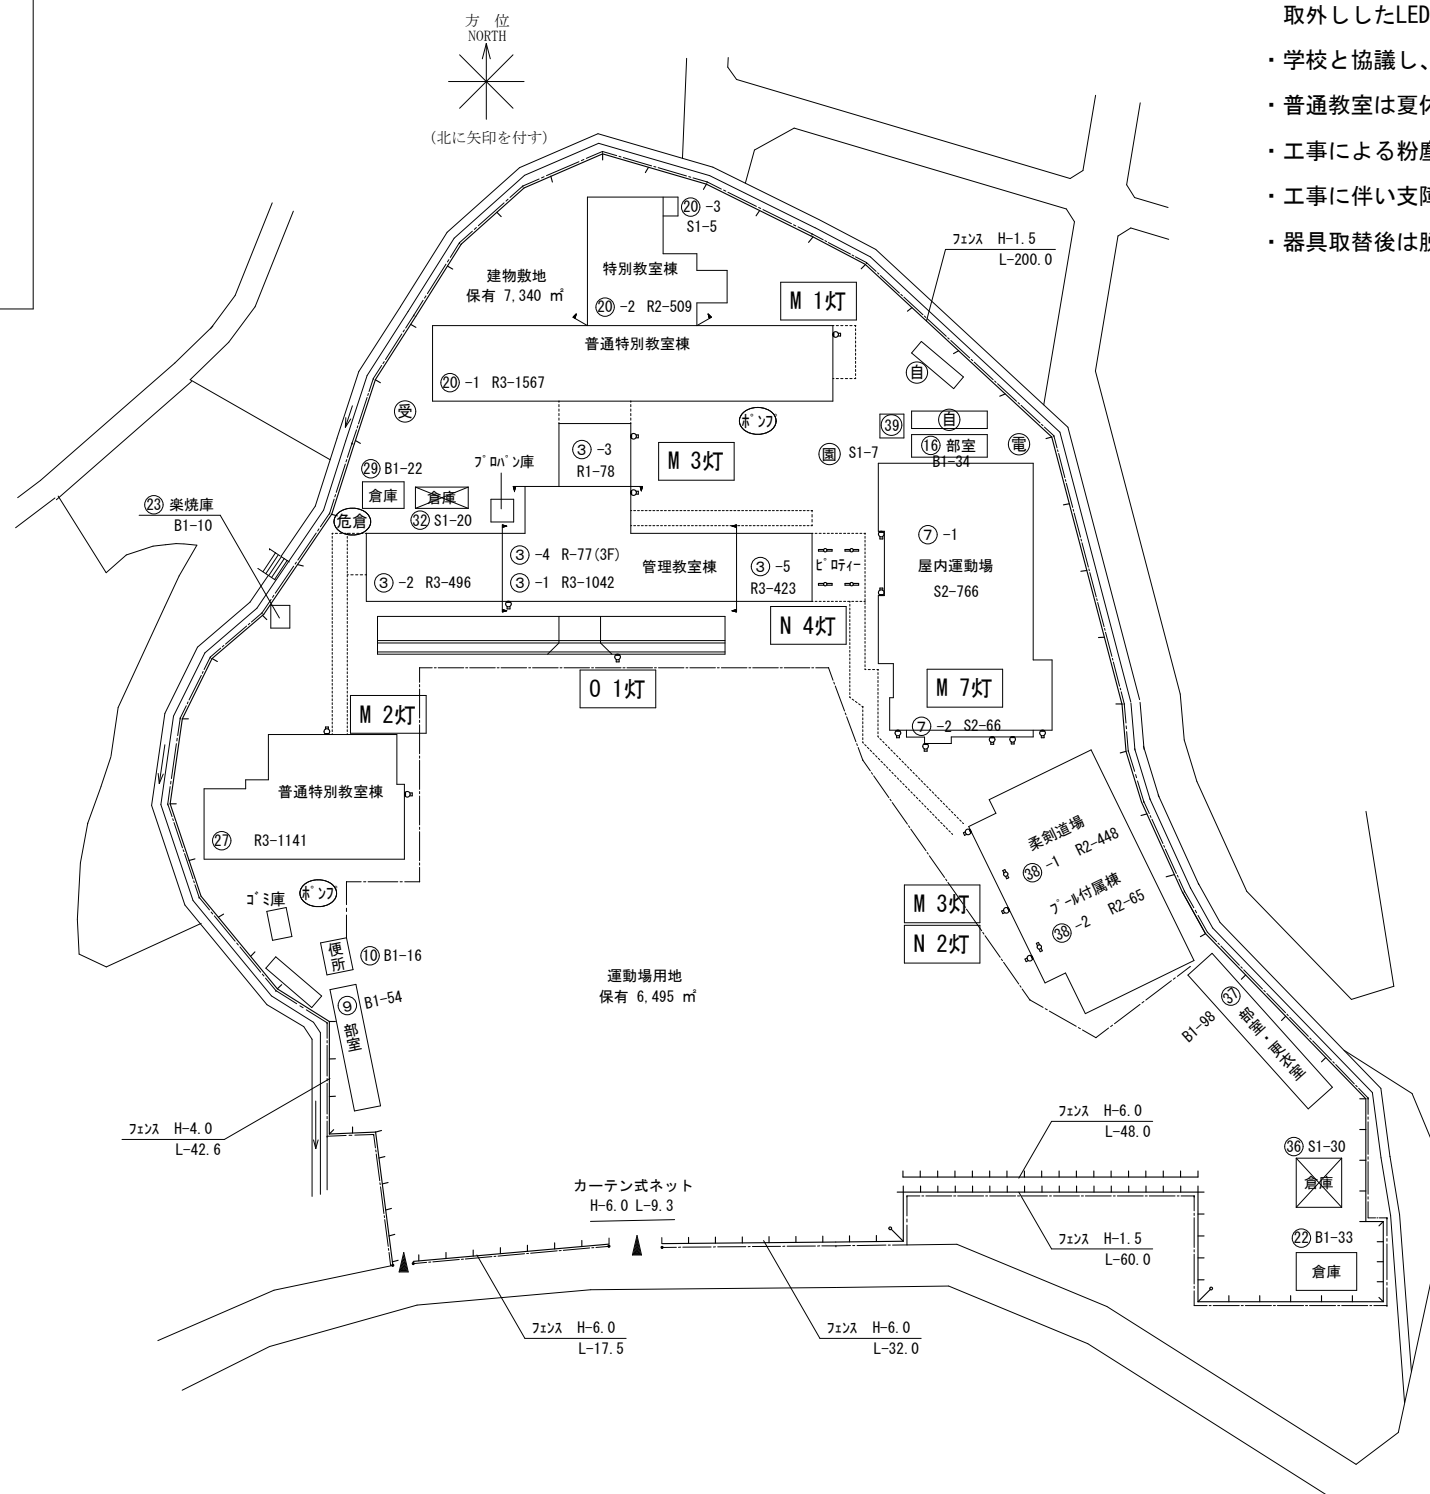 方 位
NORTH
(北に矢印を付す)
取外ししたLED
・学校と協議し、
・普通教室は夏休
・工事による粉塵
・工事に伴い支障
・器具取替後は脱
⑳ -3
S1-5
ﾌｪﾝｽ H-1.5
L-200.0
建物敷地
保有 7,340 ㎡
特別教室棟
⑳ -2 R2-509
M 1灯
普通特別教室棟
⑳ -1 R3-1567
自
受
ﾎﾟﾝﾌﾟ
㊴
自
⑯ 部室
B1-34
電
園 S1-7
③ -3
R1-78
M 3灯
ﾌﾟﾛﾊﾟﾝ庫
㉙ B1-22
倉庫
倉庫
㉜ S1-20
㉓ 楽焼庫
B1-10
危倉
③ -4 R-77(3F)
管理教室棟
③ -2 R3-496
③ -1 R3-1042
③ -5
R3-423
ﾋﾟﾛﾃｨｰ
⑦ -1
屋内運動場
S2-766
N 4灯
O 1灯
M 7灯
M 2灯
⑦ -2 S2-66
普通特別教室棟
㉗ R3-1141
柔剣道場
㊳ -1 R2-448
ﾌﾟｰﾙ付属棟
㊳ -2 R2-65
ｺﾞﾐ庫
ﾎﾟﾝﾌﾟ
M 3灯
N 2灯
便所
⑩ B1-16
運動場用地
保有 6,495 ㎡
⑨ B1-54
部室
㊲ 部室・更衣室
B1-98
ﾌｪﾝｽ H-4.0
L-42.6
ﾌｪﾝｽ H-6.0
L-48.0
㊱ S1-30
倉庫
カーテン式ネット
H-6.0 L-9.3
ﾌｪﾝｽ H-1.5
L-60.0
㉒ B1-33
倉庫
ﾌｪﾝｽ H-6.0
L-17.5
ﾌｪﾝｽ H-6.0
L-32.0